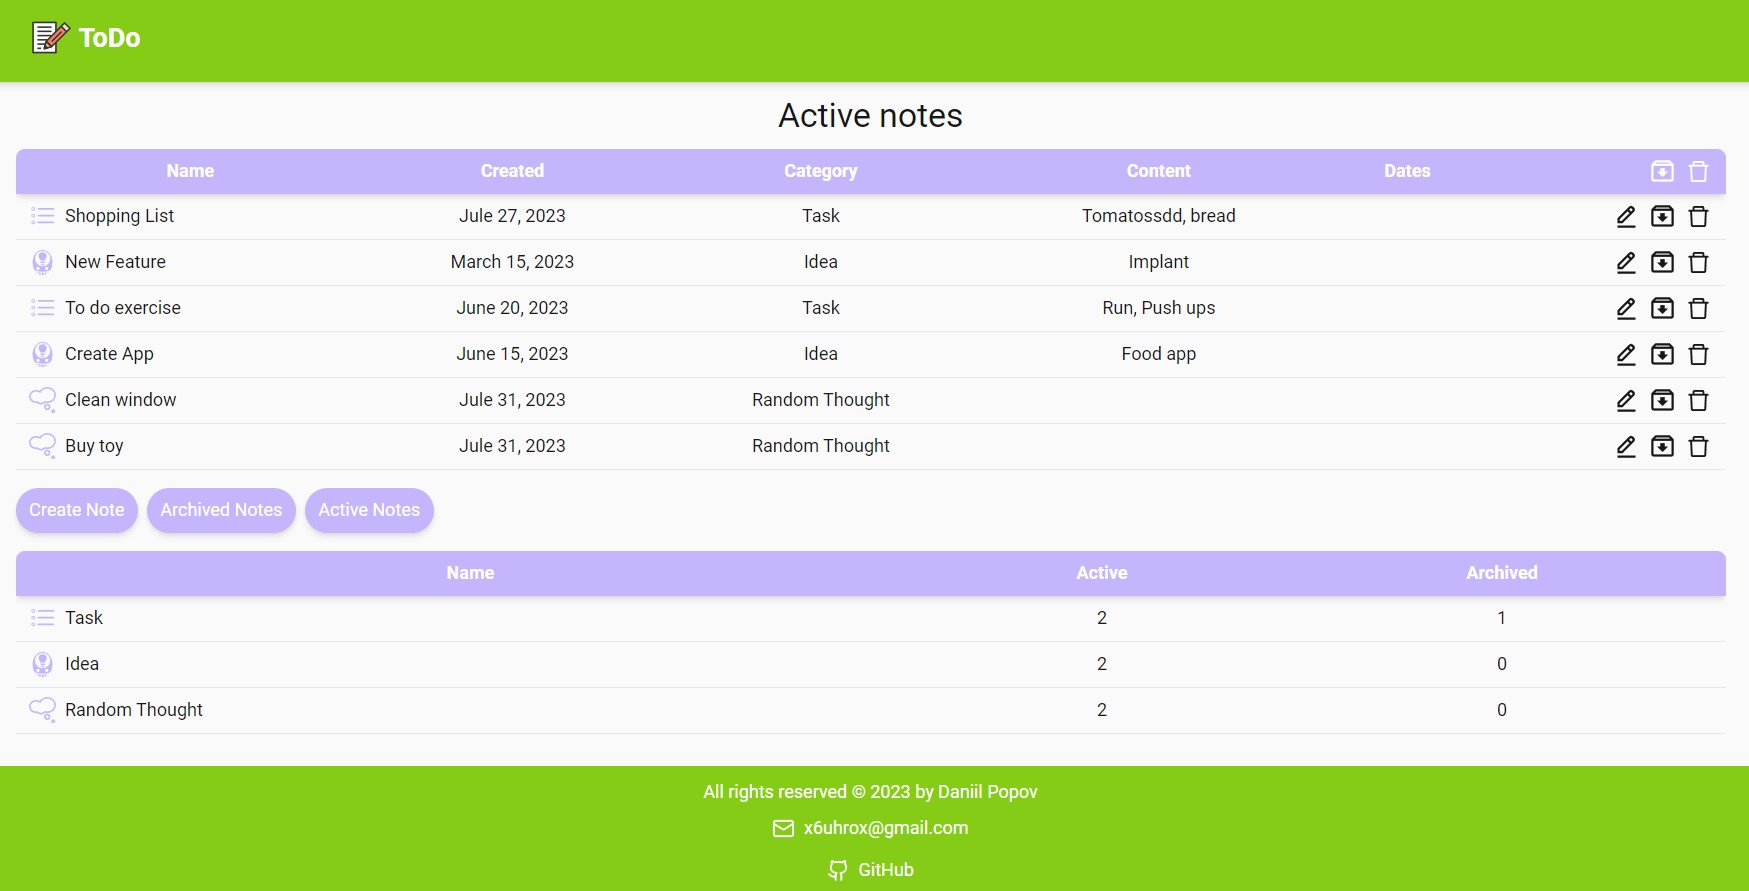 ToDo
Active notes
Name Created Category Content Dates
Shopping List Jule 27, 2023 Task Tomatossdd, bread
New Feature March 15, 2023 Idea Implant
To do exercise June 20, 2023 Task Run, Push ups
Create App June 15, 2023 Idea Food app
Clean window Jule 31, 2023 Random Thought
Buy toy Jule 31, 2023 Random Thought
Create Note Archived Notes Active Notes
Name Active Archived
Task 2 1
Idea 2 0
Random Thought 2 0
All rights reserved © 2023 by Daniil Popov
x6uhrox@gmail.com
GitHub